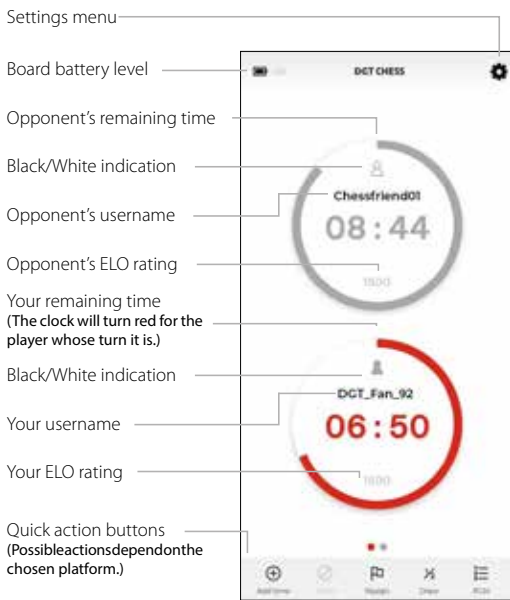 Settings menu
Board battery level
DGT CHESS
Opponent's remaining time
Black/White indication
Chessfriend01
Opponent's username
08 : 44
Opponent's ELO rating
1500
Your remaining time
(The clock will turn red for the
player whose turn it is.)
Black/White indication
DGT_Fan_92
Your username
06 : 50
Your ELO rating
1500
Quick action buttons
(Possibleactionsdependonthe
chosen platform.)
Add time
Resign
Draw
PGN